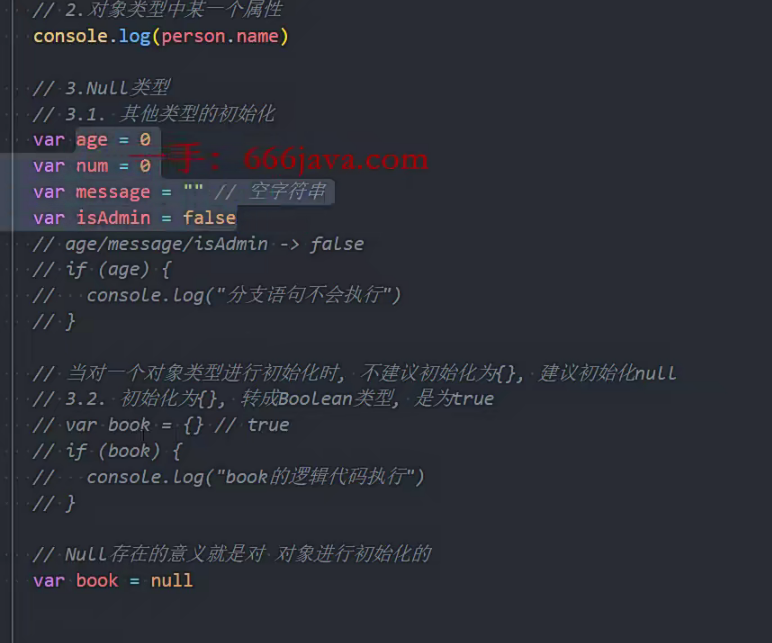 // 2.对象类型中某一个属性
console.log(person.name)
// 3.Null类型
// 3.1. 其他类型的初始化
var age = 0
一手：666java.com
var num = 0
var message = "" // 空字符串
var isAdmin = false
// age/message/isAdmin -> false
// if (age) {
//   console.log("分支语句不会执行")
// }
// 当对一个对象类型进行初始化时, 不建议初始化为{}, 建议初始化null
// 3.2. 初始化为{}, 转成Boolean类型, 是为true
// var book = {} // true
// if (book) {
//   console.log("book的逻辑代码执行")
// }
// Null存在的意义就是对 对象进行初始化的
var book = null